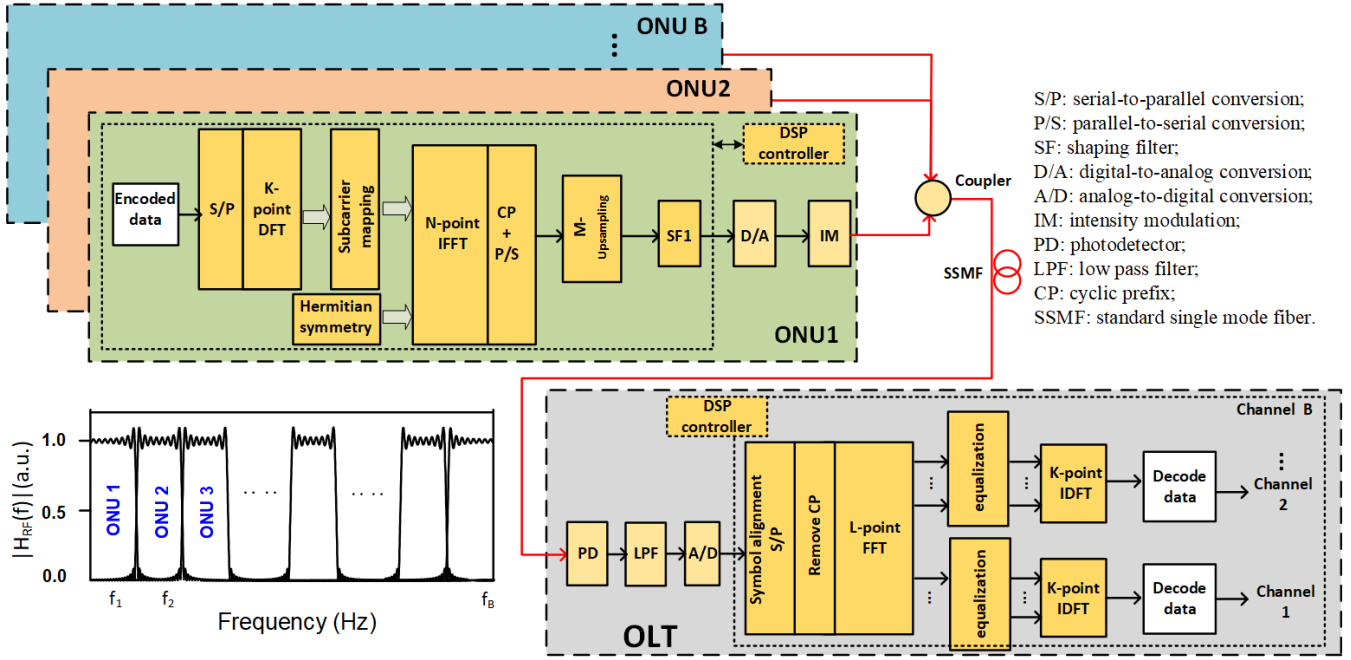 ONU B
⋮
ONU2
DSP
controller
Encoded
data
S/P
K-
point
DFT
Subcarrier
mapping
Hermitian
symmetry
N-point
IFFT
CP
+
P/S
M-
Upsampling
SF1
D/A
IM
ONU1
Coupler
SSMF
S/P: serial-to-parallel conversion;
P/S: parallel-to-serial conversion;
SF: shaping filter;
D/A: digital-to-analog conversion;
A/D: analog-to-digital conversion;
IM: intensity modulation;
PD: photodetector;
LPF: low pass filter;
CP: cyclic prefix;
SSMF: standard single mode fiber.
|H_RF(f)| (a.u.)
1.0
0.5
0.0
ONU 1
ONU 2
ONU 3
.. ..
.. ..
f₁
f₂
f_B
Frequency (Hz)
DSP
controller
Channel B
PD
LPF
A/D
Symbol alignment
S/P
Remove CP
L-point
FFT
...
equalization
...
K-point
IDFT
Decode
data
⋮
Channel
2
...
equalization
...
K-point
IDFT
Decode
data
Channel
1
OLT